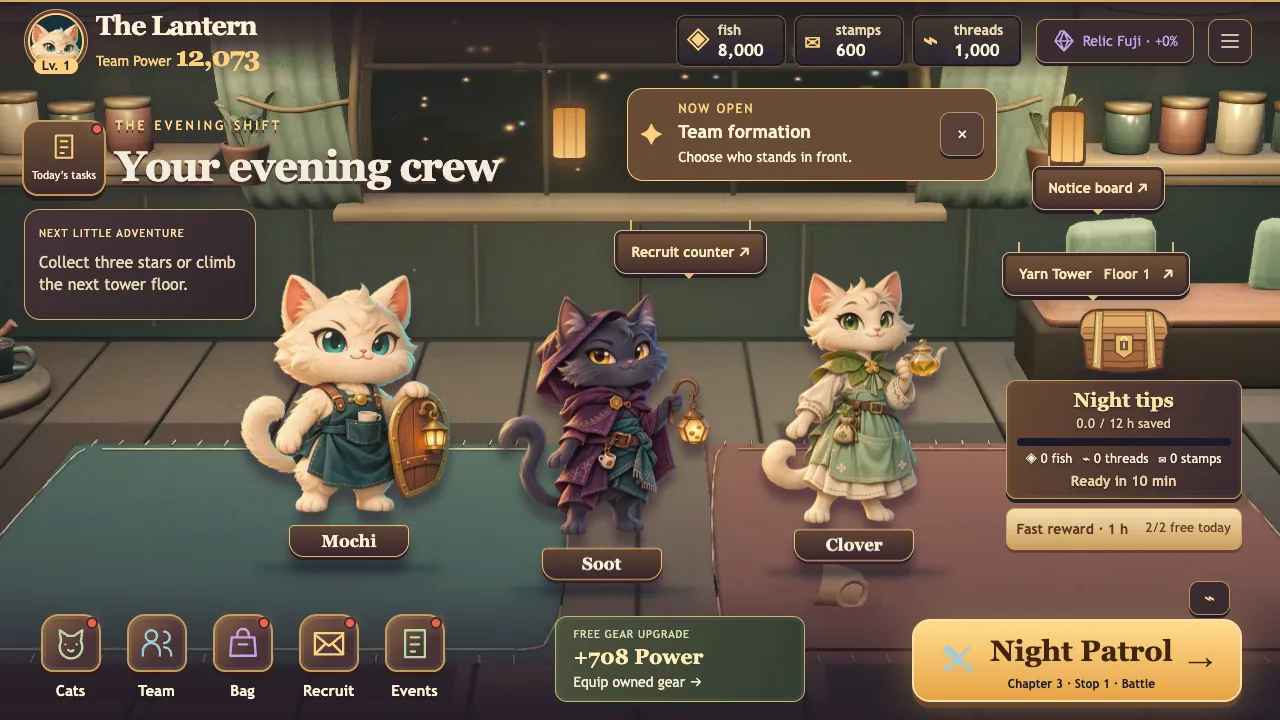 The Lantern
Lv. 1
Team Power 12,073
fish
8,000
stamps
600
threads
1,000
Relic Fuji · +0%
Today's tasks
THE EVENING SHIFT
Your evening crew
NOW OPEN
Team formation
Choose who stands in front.
×
Notice board ↗
NEXT LITTLE ADVENTURE
Collect three stars or climb
the next tower floor.
Recruit counter ↗
Yarn Tower Floor 1 ↗
Night tips
0.0 / 12 h saved
0 fish 0 threads 0 stamps
Ready in 10 min
Fast reward · 1 h 2/2 free today
Mochi
Soot
Clover
Cats
Team
Bag
Recruit
Events
FREE GEAR UPGRADE
+708 Power
Equip owned gear →
Night Patrol →
Chapter 3 · Stop 1 · Battle